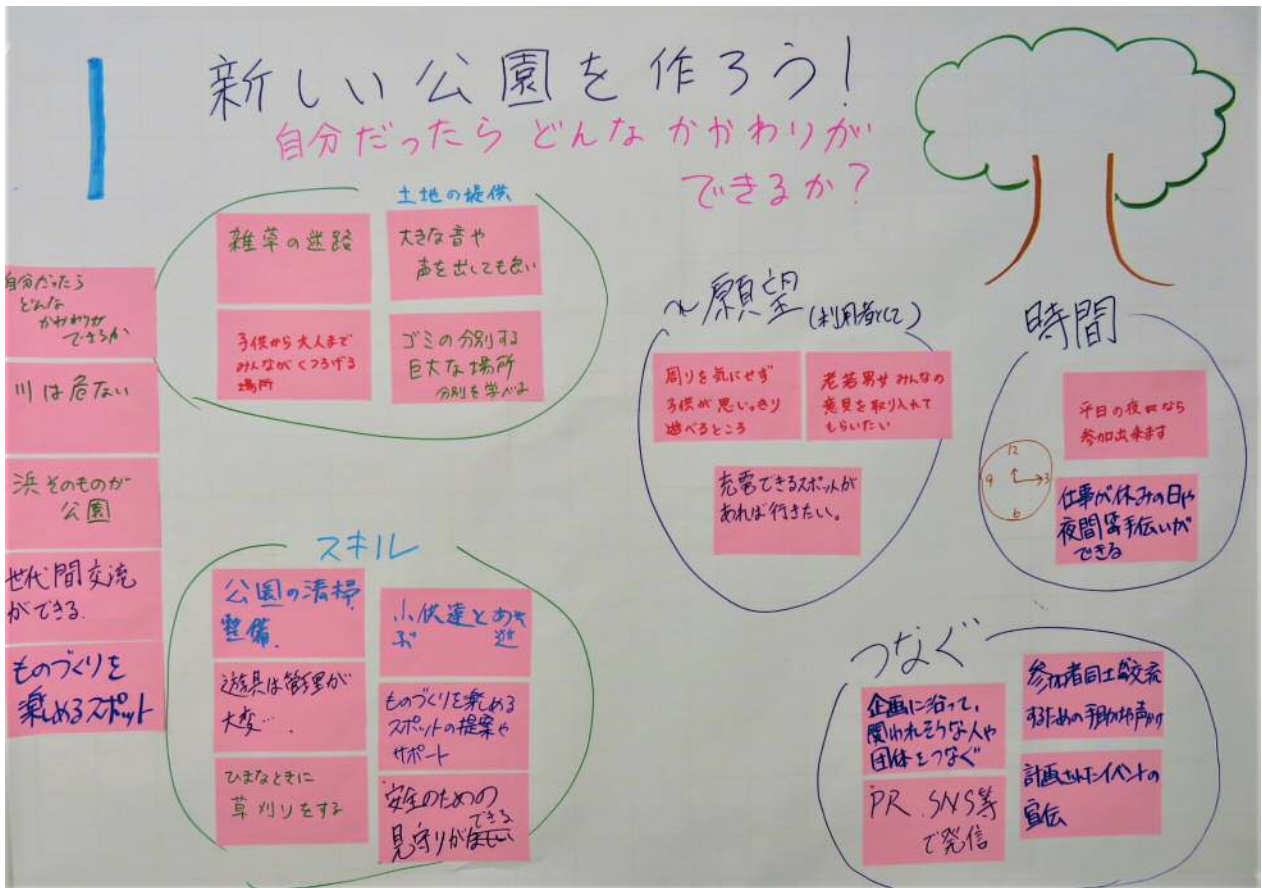 新しい公園を作ろう！
自分だったら どんな かかわりが
できるか？
自分だったら
どんな
かかわりが
できるか
川は危ない
浜そのものが
公園
世代間交流
ができる.
ものづくりを
楽しめるスポット
土地の提供
雑草の迷路
大きな音や
声を出しても良い
子供から大人まで
みんながくつろげる
場所
ゴミの分別する
巨大な場所
分別を学べる
スキル
公園の清掃
整備.
小供達とあそ
ぶ 遊
遊具は管理が
大変…
ものづくりを楽しめる
スポットの提案や
サポート
ひまなときに
草刈りをする
安全のための
見守りができる
〜願望(利用者として)
周りを気にせず
子供が思いっきり
遊べるところ
老若男女みんなの
意見を取り入れて
もらいたい
充電できるスポットが
あれば行きたい。
時間
平日の夜なら
参加出来ます
12
9
3
6
仕事が休みの日や
夜間等手伝いが
できる
つなぐ
企画に沿って、
関われそうな人や
団体をつなぐ
参加者同士が交流
するための手助けや声かけ
PR.SNS等
で発信
計画されたイベントの
宣伝